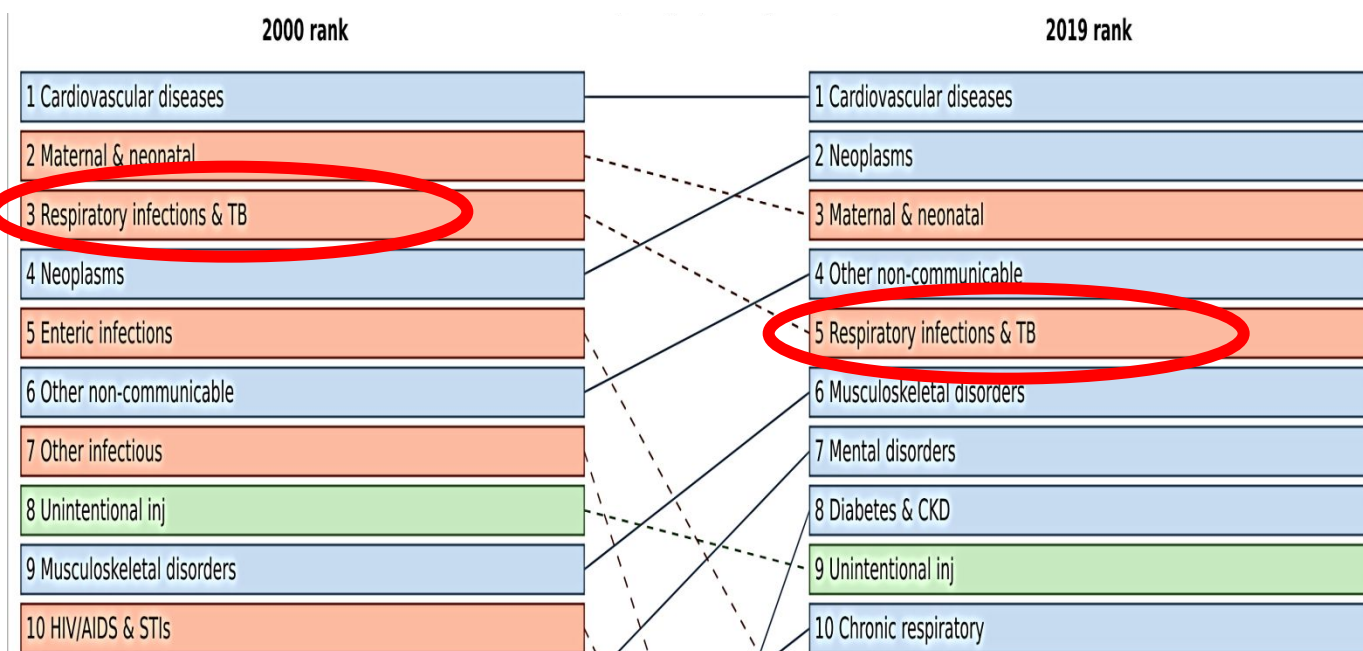 2000 rank
1 Cardiovascular diseases
2 Maternal & neonatal
3 Respiratory infections & TB
4 Neoplasms
5 Enteric infections
6 Other non-communicable
7 Other infectious
8 Unintentional inj
9 Musculoskeletal disorders
10 HIV/AIDS & STIs
2019 rank
1 Cardiovascular diseases
2 Neoplasms
3 Maternal & neonatal
4 Other non-communicable
5 Respiratory infections & TB
6 Musculoskeletal disorders
7 Mental disorders
8 Diabetes & CKD
9 Unintentional inj
10 Chronic respiratory